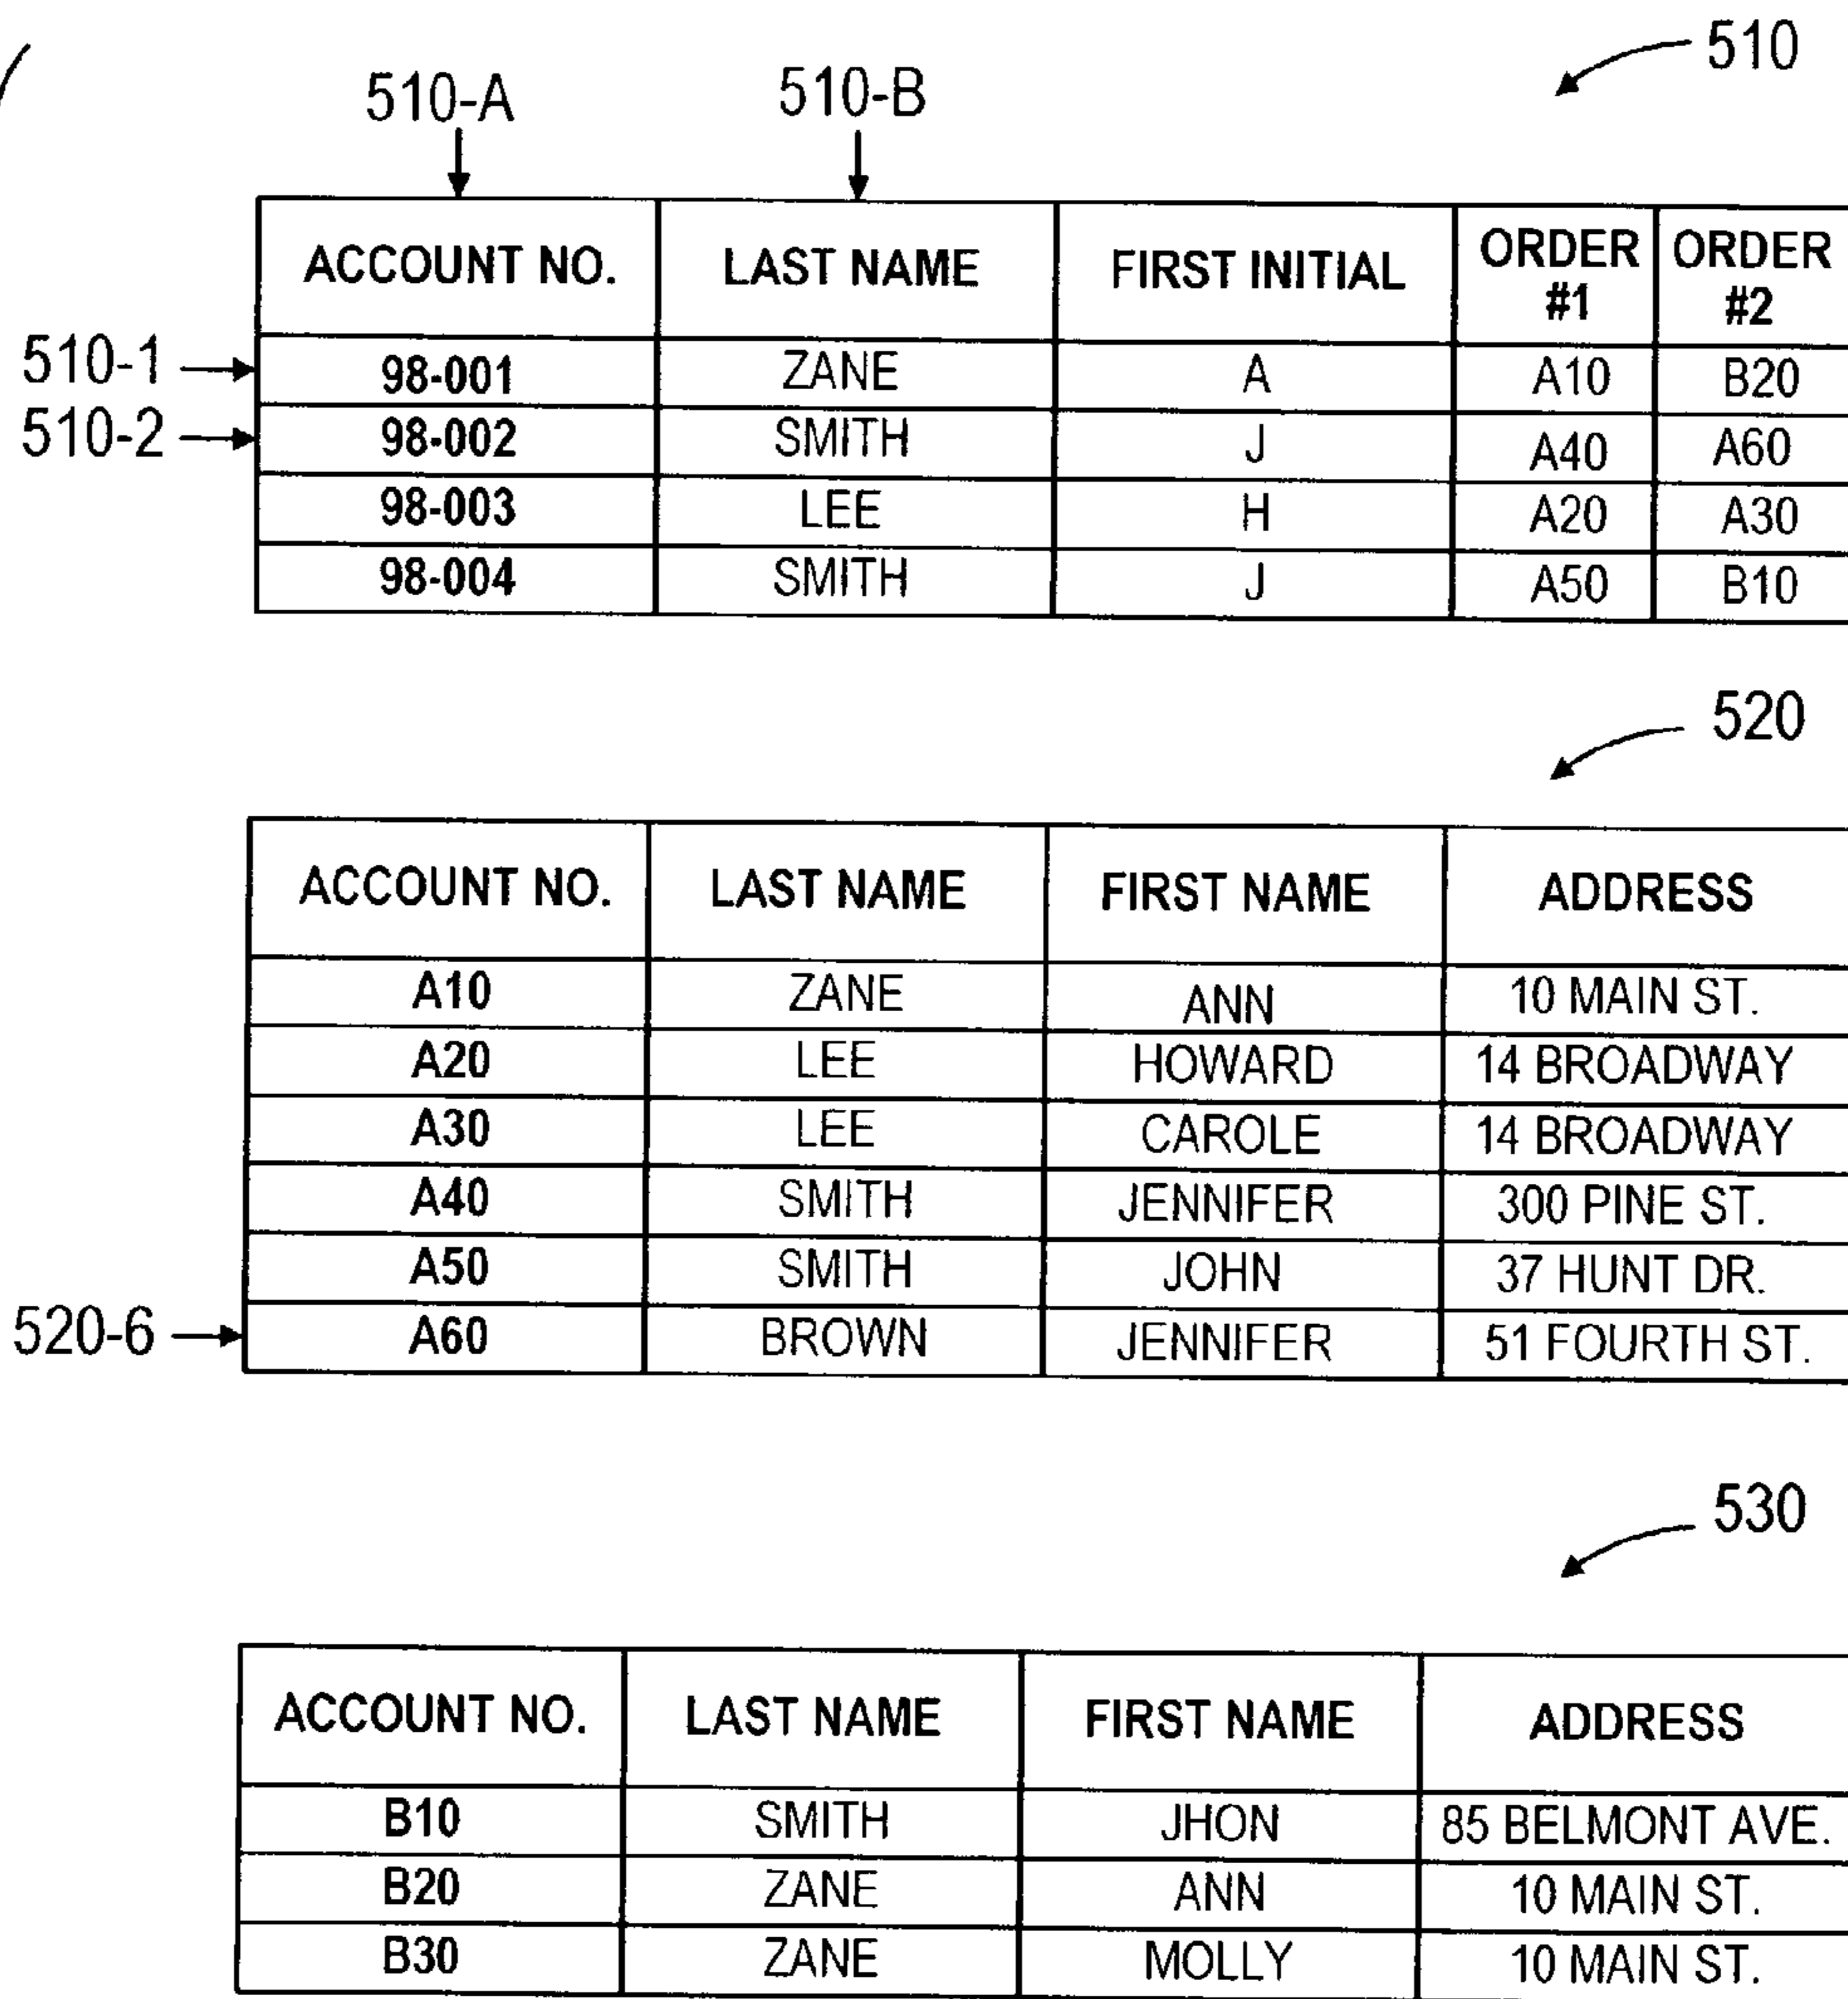 510
510-A 510-B
ACCOUNT NO. LAST NAME FIRST INITIAL ORDER #1 ORDER #2
510-1 98-001 ZANE A A10 B20
510-2 98-002 SMITH J A40 A60
98-003 LEE H A20 A30
98-004 SMITH J A50 B10
520
ACCOUNT NO. LAST NAME FIRST NAME ADDRESS
A10 ZANE ANN 10 MAIN ST.
A20 LEE HOWARD 14 BROADWAY
A30 LEE CAROLE 14 BROADWAY
A40 SMITH JENNIFER 300 PINE ST.
A50 SMITH JOHN 37 HUNT DR.
520-6 A60 BROWN JENNIFER 51 FOURTH ST.
530
ACCOUNT NO. LAST NAME FIRST NAME ADDRESS
B10 SMITH JHON 85 BELMONT AVE.
B20 ZANE ANN 10 MAIN ST.
B30 ZANE MOLLY 10 MAIN ST.